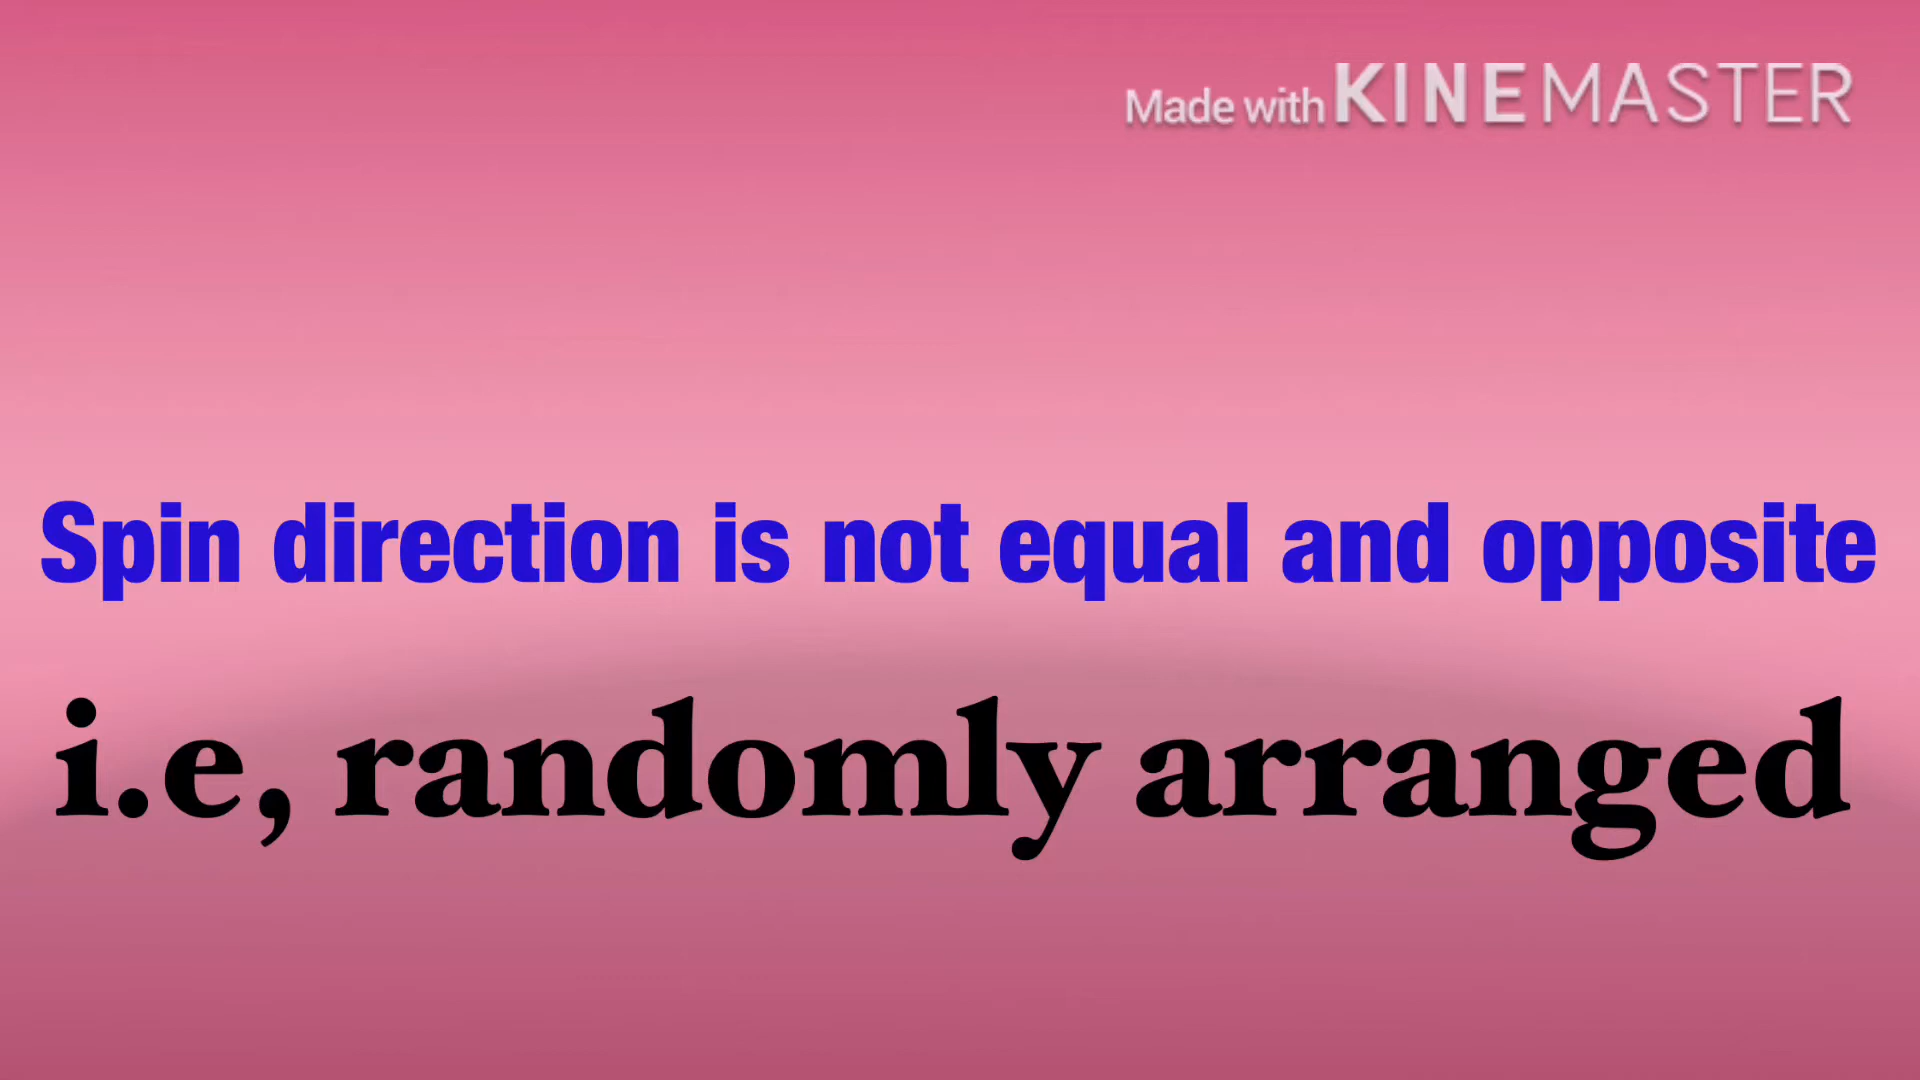 Made with KINEMASTER
Spin direction is not equal and opposite
i.e, randomly arranged